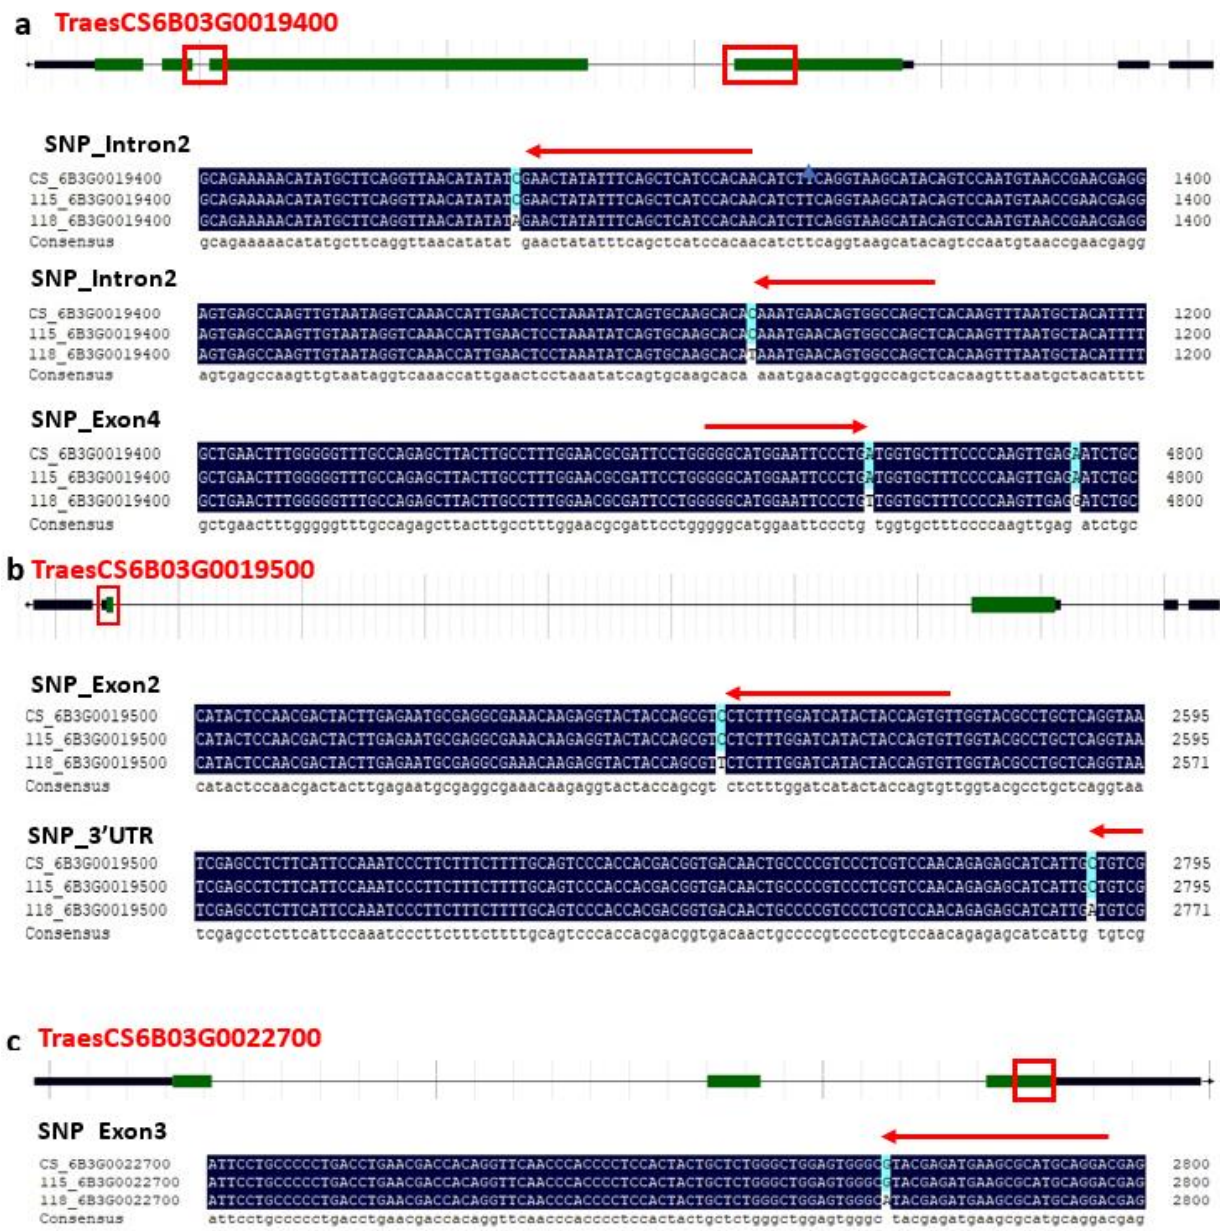 a TraesCS6B03G0019400
SNP_Intron2
CS_6B3G0019400 GCAGAAAAACATATGCTTCAGGTTAACATATATCGAACTATATTTCAGCTCATCCACAACATCTTCAGGTAAGCATACAGTCCAATGTAACCGAACGAGG 1400
115_6B3G0019400 GCAGAAAAACATATGCTTCAGGTTAACATATATCGAACTATATTTCAGCTCATCCACAACATCTTCAGGTAAGCATACAGTCCAATGTAACCGAACGAGG 1400
118_6B3G0019400 GCAGAAAAACATATGCTTCAGGTTAACATATATAGAACTATATTTCAGCTCATCCACAACATCTTCAGGTAAGCATACAGTCCAATGTAACCGAACGAGG 1400
Consensus gcagaaaaacatatgcttcaggttaacatatat gaactatatttcagctcatccacaacatcttcaggtaagcatacagtccaatgtaaccgaacgagg
SNP_Intron2
CS_6B3G0019400 AGTGAGCCAAGTTGTAATAGGTCAAACCATTGAACTCCTAAATATCAGTGCAAGCACACAAATGAACAGTGGCCAGCTCACAAGTTTAATGCTACATTTT 1200
115_6B3G0019400 AGTGAGCCAAGTTGTAATAGGTCAAACCATTGAACTCCTAAATATCAGTGCAAGCACACAAATGAACAGTGGCCAGCTCACAAGTTTAATGCTACATTTT 1200
118_6B3G0019400 AGTGAGCCAAGTTGTAATAGGTCAAACCATTGAACTCCTAAATATCAGTGCAAGCACATAAATGAACAGTGGCCAGCTCACAAGTTTAATGCTACATTTT 1200
Consensus agtgagccaagttgtaataggtcaaaccattgaactcctaaatatcagtgcaagcaca aaatgaacagtggccagctcacaagtttaatgctacatttt
SNP_Exon4
CS_6B3G0019400 GCTGAACTTTGGGGGTTTGCCAGAGCTTACTTGCCTTTGGAACGCGATTCCTGGGGGCATGGAATTCCCTGATGGTGCTTTCCCCAAGTTGAGAATCTGC 4800
115_6B3G0019400 GCTGAACTTTGGGGGTTTGCCAGAGCTTACTTGCCTTTGGAACGCGATTCCTGGGGGCATGGAATTCCCTGATGGTGCTTTCCCCAAGTTGAGAATCTGC 4800
118_6B3G0019400 GCTGAACTTTGGGGGTTTGCCAGAGCTTACTTGCCTTTGGAACGCGATTCCTGGGGGCATGGAATTCCCTGTTGGTGCTTTCCCCAAGTTGAGGATCTGC 4800
Consensus gctgaactttgggggtttgccagagcttacttgcctttggaacgcgattcctgggggcatggaattccctg tggtgctttccccaagttgag atctgc
b TraesCS6B03G0019500
SNP_Exon2
CS_6B3G0019500 CATACTCCAACGACTACTTGAGAATGCGAGGCGAAACAAGAGGTACTACCAGCGTCCTCTTTGGATCATACTACCAGTGTTGGTACGCCTGCTCAGGTAA 2595
115_6B3G0019500 CATACTCCAACGACTACTTGAGAATGCGAGGCGAAACAAGAGGTACTACCAGCGTCCTCTTTGGATCATACTACCAGTGTTGGTACGCCTGCTCAGGTAA 2595
118_6B3G0019500 CATACTCCAACGACTACTTGAGAATGCGAGGCGAAACAAGAGGTACTACCAGCGTTCTCTTTGGATCATACTACCAGTGTTGGTACGCCTGCTCAGGTAA 2571
Consensus catactccaacgactacttgagaatgcgaggcgaaacaagaggtactaccagcgt ctctttggatcatactaccagtgttggtacgcctgctcaggtaa
SNP_3'UTR
CS_6B3G0019500 TCGAGCCTCTTCATTCCAAATCCCTTCTTTCTTTTGCAGTCCCACCACGACGGTGACAACTGCCCCGTCCCTCGTCCAACAGAGAGCATCATTGCTGTCG 2795
115_6B3G0019500 TCGAGCCTCTTCATTCCAAATCCCTTCTTTCTTTTGCAGTCCCACCACGACGGTGACAACTGCCCCGTCCCTCGTCCAACAGAGAGCATCATTGCTGTCG 2795
118_6B3G0019500 TCGAGCCTCTTCATTCCAAATCCCTTCTTTCTTTTGCAGTCCCACCACGACGGTGACAACTGCCCCGTCCCTCGTCCAACAGAGAGCATCATTGATGTCG 2771
Consensus tcgagcctcttcattccaaatcccttctttcttttgcagtcccaccacgacggtgacaactgccccgtccctcgtccaacagagagcatcattg tgtcg
c TraesCS6B03G0022700
SNP Exon3
CS_6B3G0022700 ATTCCTGCCCCCTGACCTGAACGACCACAGGTTCAACCCACCCCTCCACTACTGCTCTGGGCTGGAGTGGGCGTACGAGATGAAGCGCATGCAGGACGAG 2800
115_6B3G0022700 ATTCCTGCCCCCTGACCTGAACGACCACAGGTTCAACCCACCCCTCCACTACTGCTCTGGGCTGGAGTGGGCGTACGAGATGAAGCGCATGCAGGACGAG 2800
118_6B3G0022700 ATTCCTGCCCCCTGACCTGAACGACCACAGGTTCAACCCACCCCTCCACTACTGCTCTGGGCTGGAGTGGGCATACGAGATGAAGCGCATGCAGGACGAG 2800
Consensus attcctgccccctgacctgaacgaccacaggttcaacccacccctccactactgctctgggctggagtgggc tacgagatgaagcgcatgcaggacgag